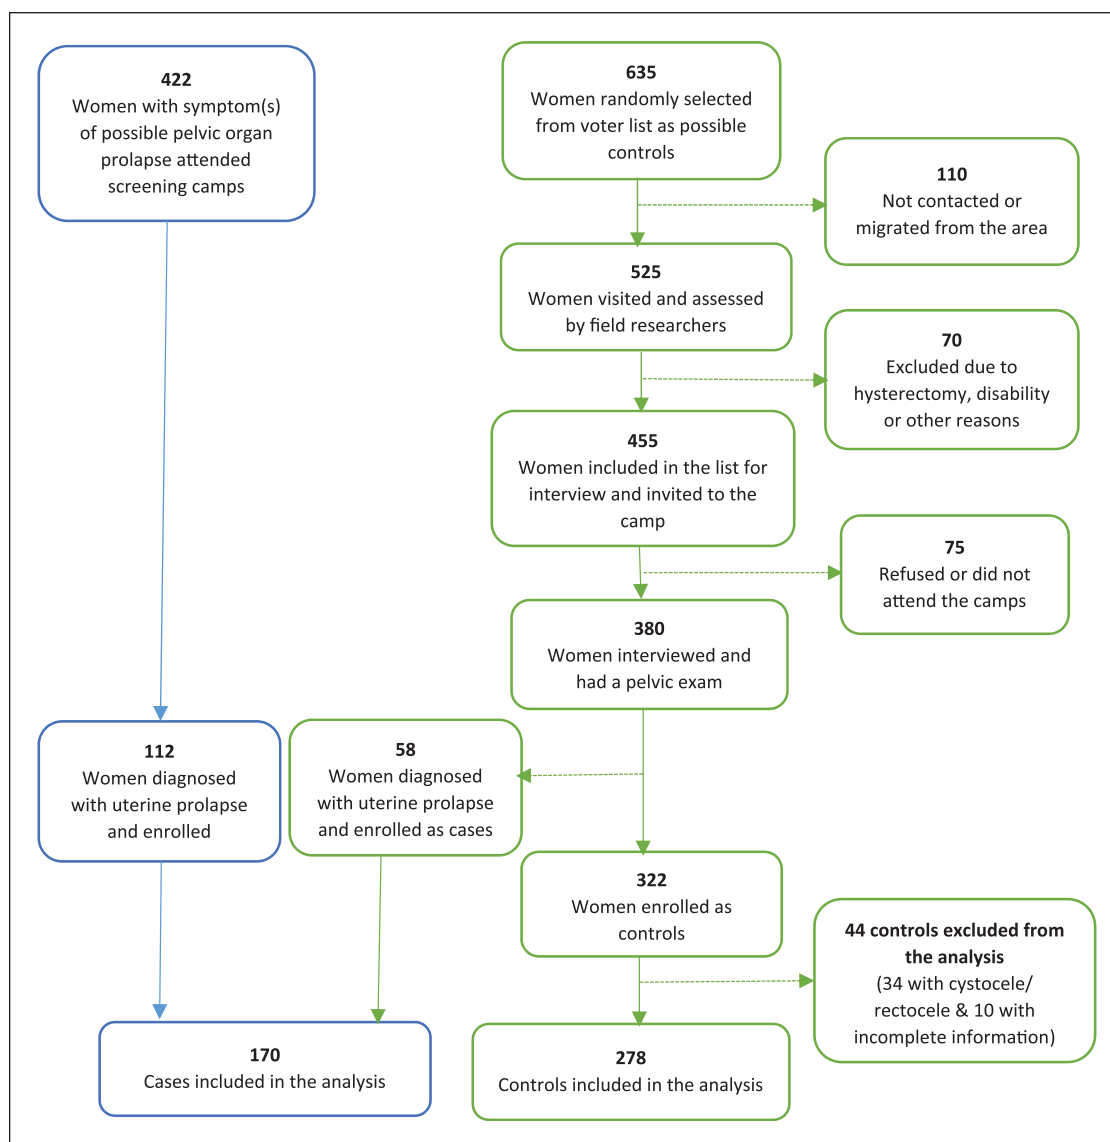 422
Women with symptom(s)
of possible pelvic organ
prolapse attended
screening camps
635
Women randomly selected
from voter list as possible
controls
110
Not contacted or
migrated from the area
525
Women visited and assessed
by field researchers
70
Excluded due to
hysterectomy, disability
or other reasons
455
Women included in the list for
interview and invited to the
camp
75
Refused or did not
attend the camps
380
Women interviewed and
had a pelvic exam
112
Women diagnosed
with uterine prolapse
and enrolled
58
Women diagnosed
with uterine prolapse
and enrolled as cases
322
Women enrolled as
controls
44 controls excluded from
the analysis
(34 with cystocele/
rectocele & 10 with
incomplete information)
170
Cases included in the analysis
278
Controls included in the analysis